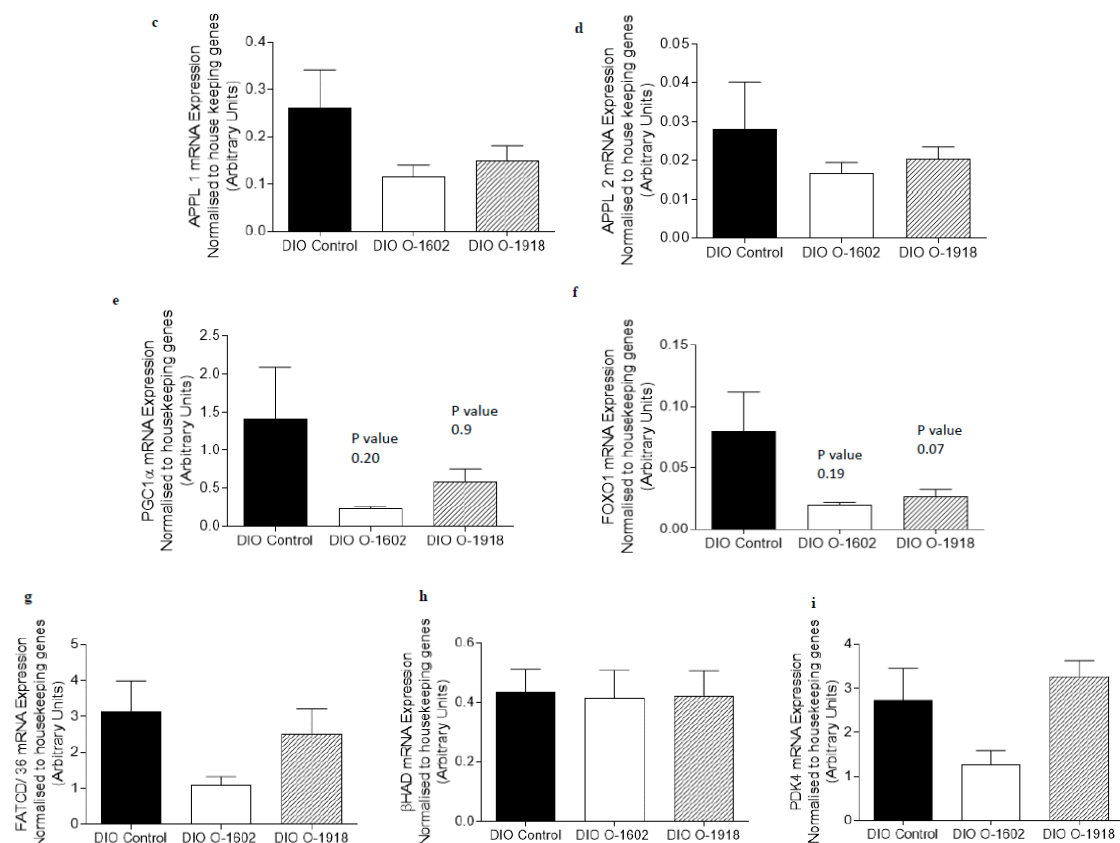 c
APPL 1 mRNA Expression
Normalised to house keeping genes
(Arbitrary Units)
0.4
0.3
0.2
0.1
0.0
DIO Control DIO O-1602 DIO O-1918
d
APPL 2 mRNA Expression
Normalised to house keeping genes
(Arbitrary Units)
0.05
0.04
0.03
0.02
0.01
0.00
DIO Control DIO O-1602 DIO O-1918
e
PGC1α mRNA Expression
Normalised to housekeeping genes
(Arbitrary Units)
2.5
2.0
1.5
1.0
0.5
0.0
P value
0.20
P value
0.9
DIO Control DIO O-1602 DIO O-1918
f
FOXO1 mRNA Expression
Normalised to housekeeping genes
(Arbitrary Units)
0.15
0.10
0.05
0.00
P value
0.19
P value
0.07
DIO Control DIO O-1602 DIO O-1918
g
FATCD/ 36 mRNA Expression
Normalised to housekeeping genes
(Arbitrary Units)
5
4
3
2
1
0
DIO Control DIO O-1602 DIO O-1918
h
βHAD mRNA Expression
Normalised to housekeeping genes
(Arbitrary Units)
0.6
0.4
0.2
0.0
DIO Control DIO O-1602 DIO O-1918
i
PDK4 mRNA Expression
Normalised to housekeeping genes
(Arbitrary Units)
4
3
2
1
0
DIO Control DIO O-1602 DIO O-1918